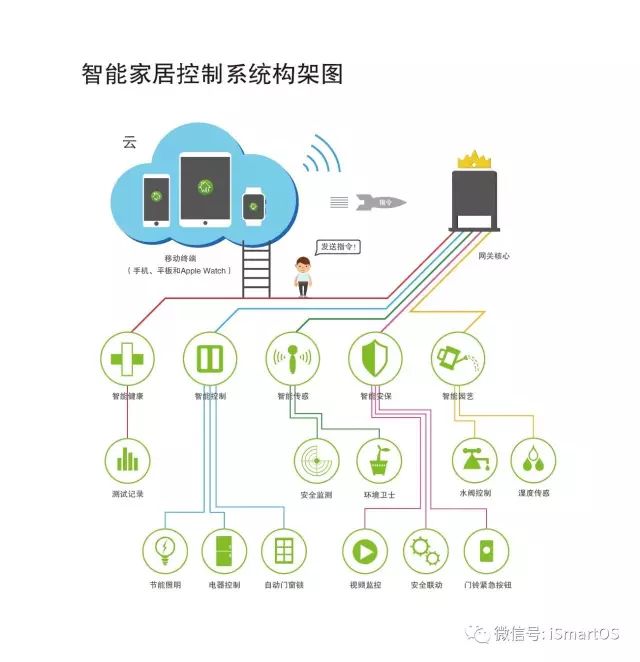 智能家居控制系统构架图
云
指令
移动终端
（手机、平板和Apple Watch）
发送指令!
网关核心
智能健康
智能控制
智能传感
智能安保
智能园艺
测试记录
安全监测
环境卫士
水阀控制
湿度传感
节能照明
电器控制
自动门窗锁
视频监控
安全联动
门铃紧急按钮
微信号: iSmartOS